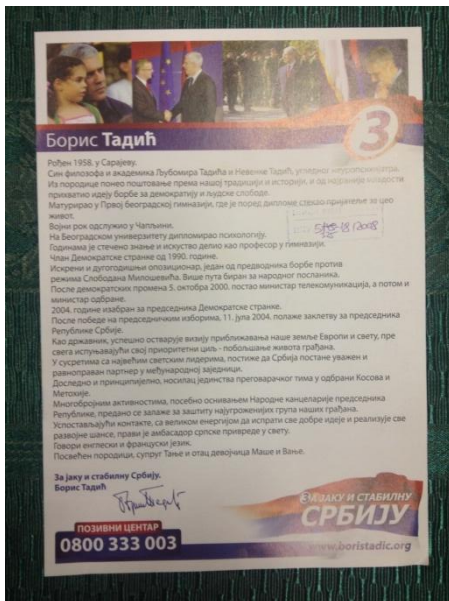 3
Борис Тадић
Рођен 1958. у Сарајеву.
Син филозофа и академика Љубомира Тадића и Невенке Тадић, угледног неуропсихијатра.
Из породице понео поштовање према нашој традицији и историји, и од најраније младости
прихватио идеју борбе за демократију и људске слободе.
Матурирао у Првој београдској гимназији, где је поред дипломе стекао пријатеље за цео
живот.
Војни рок одслужио у Чапљини.
На Београдском универзитету дипломирао психологију.
Годинама је стечено знање и искуство делио као професор у гимназији.
Члан Демократске странке од 1990. године.
Искрени и дугогодишњи опозиционар, један од предводника борбе против
режима Слободана Милошевића. Више пута биран за народног посланика.
После демократских промена 5. октобра 2000. постао министар телекомуникација, а потом и
министар одбране.
2004. године изабран за председника Демократске странке.
После победе на председничким изборима, 11. јула 2004. полаже заклетву за председника
Републике Србије.
Као државник, успешно остварује визију приближавања наше земље Европи и свету, пре
свега испуњавајући свој приоритетни циљ - побољшање живота грађана.
У сусретима са највећим светским лидерима, постиже да Србија постане уважен и
равноправан партнер у међународној заједници.
Доследно и принципијелно, носилац јединства преговарачког тима у одбрани Косова и
Метохије.
Многобројним активностима, посебно оснивањем Народне канцеларије председника
Републике, предано се залаже за заштиту најугроженијих група наших грађана.
Успостављајући контакте, са великом енергијом да испрати све добре идеје и реализује све
развојне шансе, прави је амбасадор српске привреде у свету.
Говори енглески и француски језик.
Посвећен породици, супруг Тање и отац девојчица Маше и Вање.
За јаку и стабилну Србију,
Борис Тадић
3 ЗА ЈАКУ И СТАБИЛНУ
СРБИЈУ
ПОЗИВНИ ЦЕНТАР
0800 333 003
www.boristadic.org